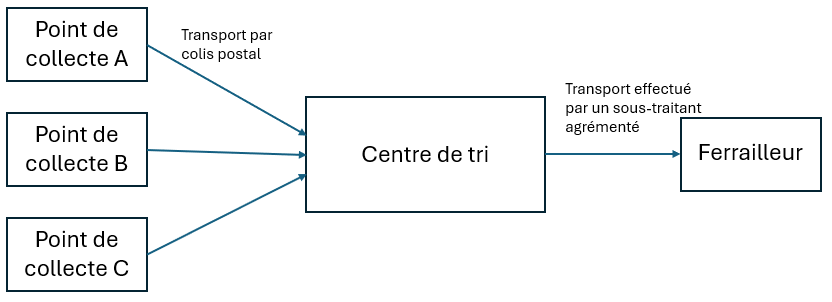 Point de
collecte A
Transport par
colis postal
Point de
collecte B
Point de
collecte C
Centre de tri
Transport effectué
par un sous-traitant
agrémenté
Ferrailleur